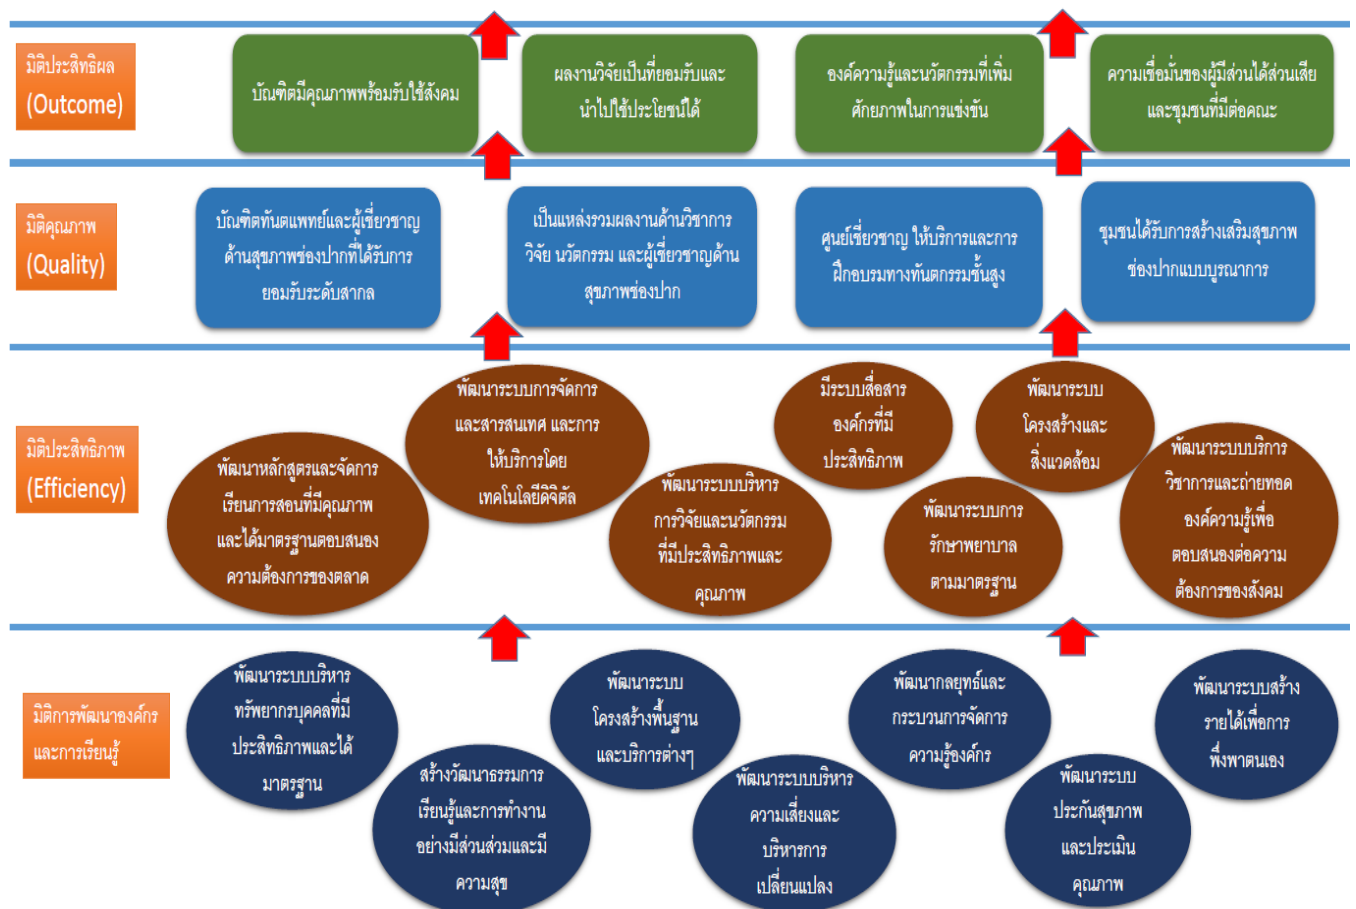 มิติประสิทธิผล
(Outcome)
บัณฑิตมีคุณภาพพร้อมรับใช้สังคม
ผลงานวิจัยเป็นที่ยอมรับและ
นำไปใช้ประโยชน์ได้
องค์ความรู้และนวัตกรรมที่เพิ่ม
ศักยภาพในการแข่งขัน
ความเชื่อมั่นของผู้มีส่วนได้ส่วนเสีย
และชุมชนที่มีต่อคณะ
มิติคุณภาพ
(Quality)
บัณฑิตทันตแพทย์และผู้เชี่ยวชาญ
ด้านสุขภาพช่องปากที่ได้รับการ
ยอมรับระดับสากล
เป็นแหล่งรวมผลงานด้านวิชาการ
วิจัย นวัตกรรม และผู้เชี่ยวชาญด้าน
สุขภาพช่องปาก
ศูนย์เชี่ยวชาญ ให้บริการและการ
ฝึกอบรมทางทันตกรรมชั้นสูง
ชุมชนได้รับการสร้างเสริมสุขภาพ
ช่องปากแบบบูรณาการ
มิติประสิทธิภาพ
(Efficiency)
พัฒนาหลักสูตรและจัดการ
เรียนการสอนที่มีคุณภาพ
และได้มาตรฐานตอบสนอง
ความต้องการของตลาด
พัฒนาระบบการจัดการ
และสารสนเทศ และการ
ให้บริการโดย
เทคโนโลยีดิจิตัล
พัฒนาระบบบริหาร
การวิจัยและนวัตกรรม
ที่มีประสิทธิภาพและ
คุณภาพ
มีระบบสื่อสาร
องค์กรที่มี
ประสิทธิภาพ
พัฒนาระบบการ
รักษาพยาบาล
ตามมาตรฐาน
พัฒนาระบบ
โครงสร้างและ
สิ่งแวดล้อม
พัฒนาระบบบริการ
วิชาการและถ่ายทอด
องค์ความรู้เพื่อ
ตอบสนองต่อความ
ต้องการของสังคม
มิติการพัฒนาองค์กร
และการเรียนรู้
พัฒนาระบบบริหาร
ทรัพยากรบุคคลที่มี
ประสิทธิภาพและได้
มาตรฐาน
สร้างวัฒนาธรรมการ
เรียนรู้และการทำงาน
อย่างมีส่วนส่วมและมี
ความสุข
พัฒนาระบบ
โครงสร้างพื้นฐาน
และบริการต่างๆ
พัฒนาระบบบริหาร
ความเสี่ยงและ
บริหารการ
เปลี่ยนแปลง
พัฒนากลยุทธ์และ
กระบวนการจัดการ
ความรู้องค์กร
พัฒนาระบบ
ประกันสุขภาพ
และประเมิน
คุณภาพ
พัฒนาระบบสร้าง
รายได้เพื่อการ
พึ่งพาตนเอง